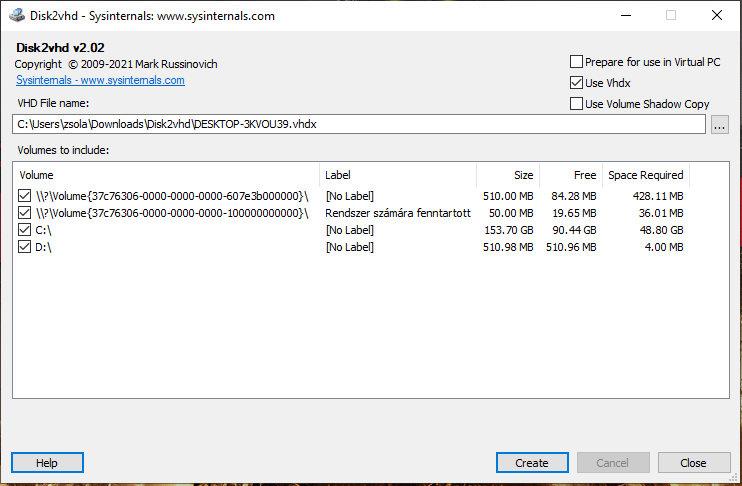 Disk2vhd - Sysinternals: www.sysinternals.com
Disk2vhd v2.02
Copyright © 2009-2021 Mark Russinovich
Sysinternals - www.sysinternals.com
Prepare for use in Virtual PC
Use Vhdx
Use Volume Shadow Copy
VHD File name:
C:\Users\zsola\Downloads\Disk2vhd\DESKTOP-3KVOU39.vhdx
...
Volumes to include:
Volume Label Size Free Space Required
\\?\Volume{37c76306-0000-0000-0000-607e3b000000}\ [No Label] 510.00 MB 84.28 MB 428.11 MB
\\?\Volume{37c76306-0000-0000-0000-100000000000}\ Rendszer számára fenntartott 50.00 MB 19.65 MB 36.01 MB
C:\ [No Label] 153.70 GB 90.44 GB 48.80 GB
D:\ [No Label] 510.98 MB 510.96 MB 4.00 MB
Help Create Cancel Close